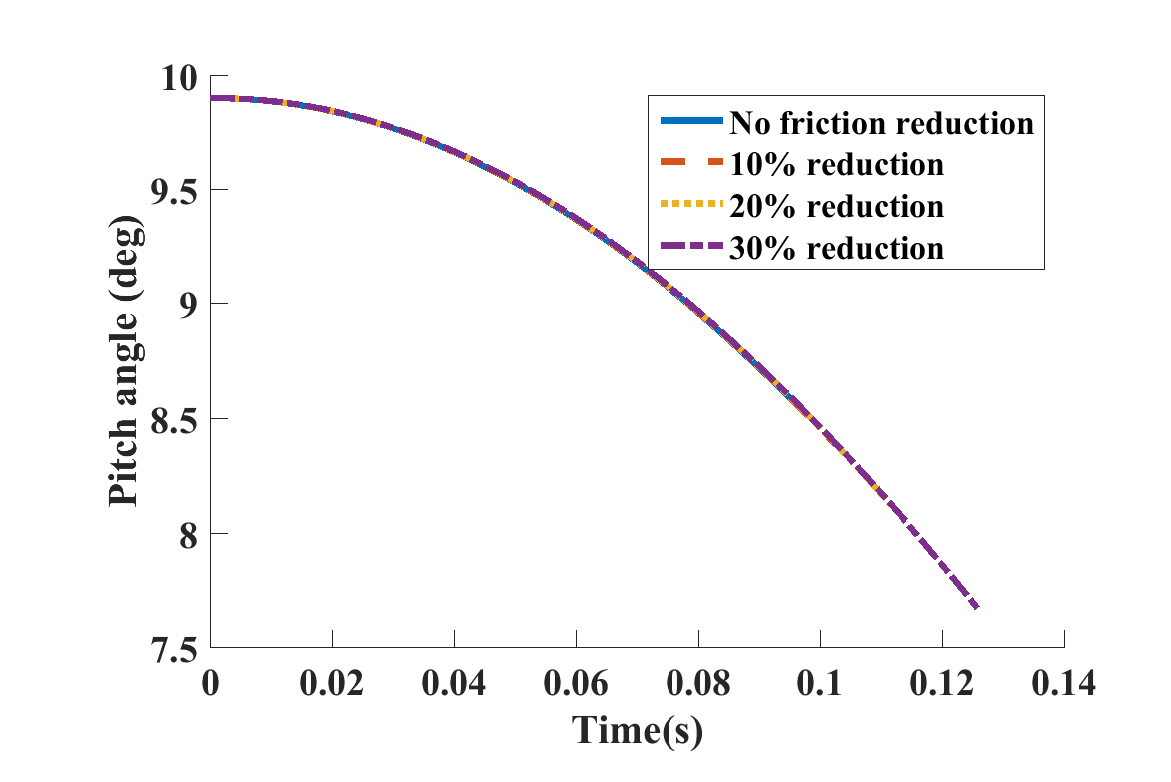 10
9.5
9
8.5
8
7.5
Pitch angle (deg)
No friction reduction
10% reduction
20% reduction
30% reduction
0 0.02 0.04 0.06 0.08 0.1 0.12 0.14
Time(s)